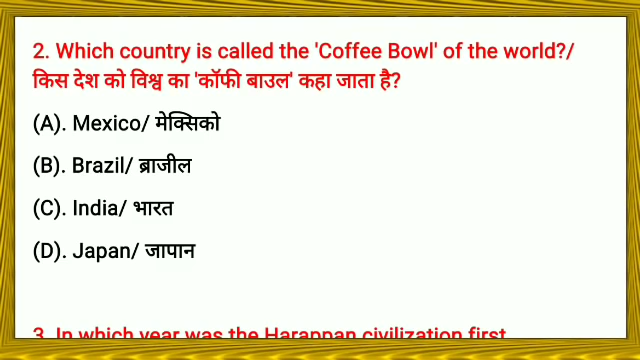 2. Which country is called the 'Coffee Bowl' of the world?/
किस देश को विश्व का 'कॉफी बाउल' कहा जाता है?
(A). Mexico/ मेक्सिको
(B). Brazil/ ब्राजील
(C). India/ भारत
(D). Japan/ जापान
3. In which year was the Harappan civilization first